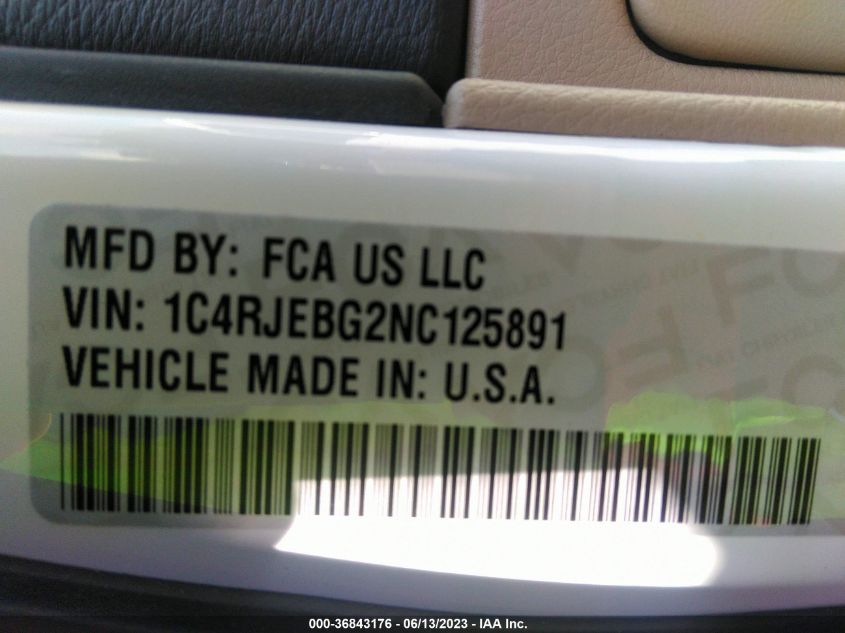 MFD BY: FCA US LLC
VIN: 1C4RJEBG2NC125891
VEHICLE MADE IN: U.S.A.
000-36843176 - 06/13/2023 - IAA Inc.